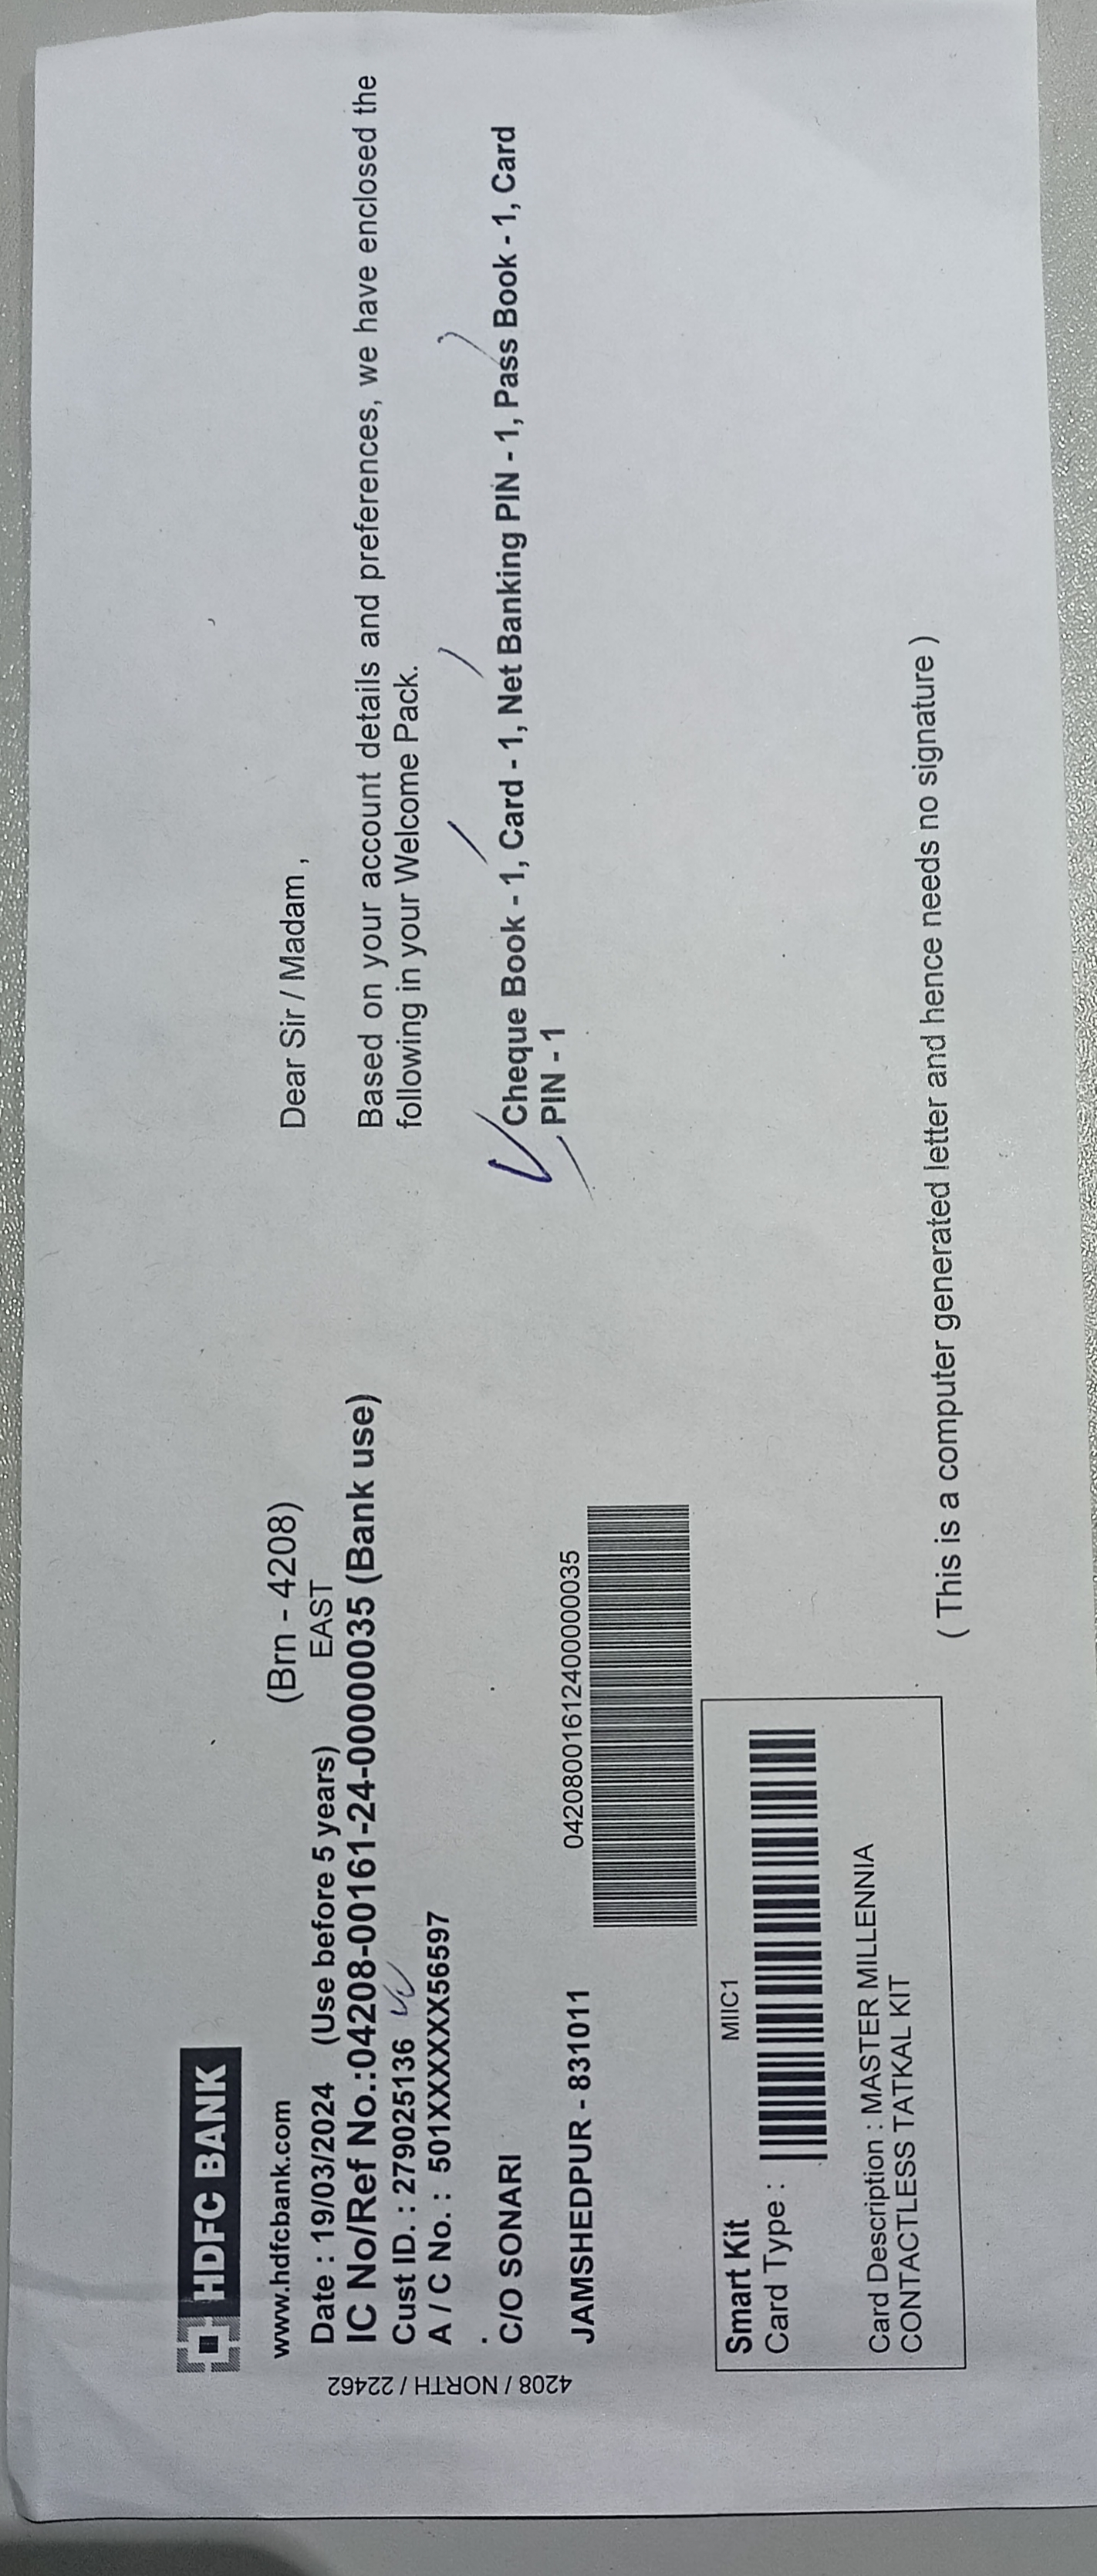 HDFC BANK
www.hdfcbank.com (Brn - 4208)
Date : 19/03/2024 (Use before 5 years) EAST
IC No/Ref No.:04208-00161-24-0000035 (Bank use)
Cust ID. : 279025136
A / C No. : 501XXXXXXX56597
.
C/O SONARI
JAMSHEDPUR - 831011
0420800161240000035
4208 / NORTH / 22462
Smart Kit MIIC1
Card Type :
Card Description : MASTER MILLENNIA
CONTACTLESS TATKAL KIT
Dear Sir / Madam ,
Based on your account details and preferences, we have enclosed the
following in your Welcome Pack.
Cheque Book - 1, Card - 1, Net Banking PIN - 1, Pass Book - 1, Card
PIN - 1
( This is a computer generated letter and hence needs no signature )